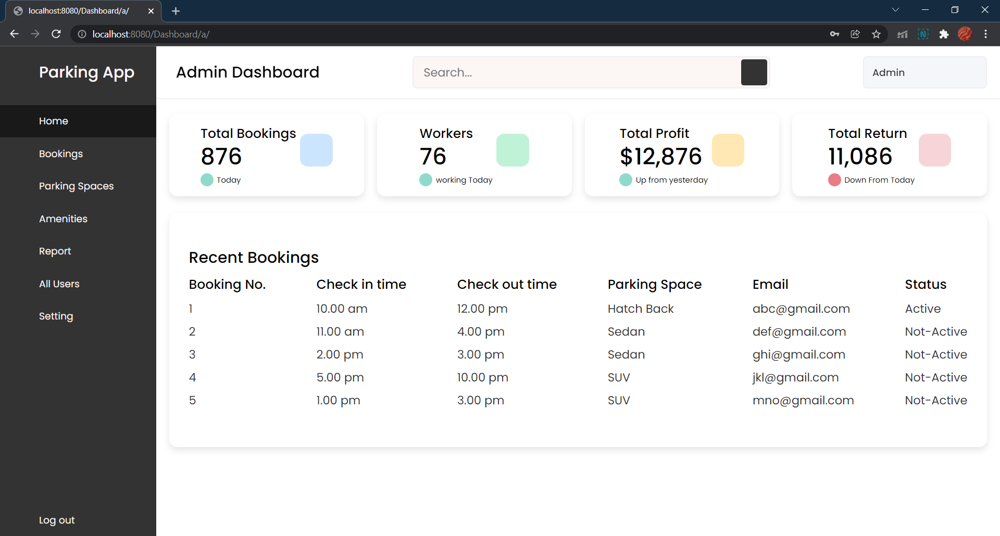 localhost:8080/Dashboard/a/
localhost:8080/Dashboard/a/
Parking App
Home
Bookings
Parking Spaces
Amenities
Report
All Users
Setting
Log out
Admin Dashboard
Search...
Admin
Total Bookings
876
Today
Workers
76
working Today
Total Profit
$12,876
Up from yesterday
Total Return
11,086
Down From Today
Recent Bookings
Booking No. Check in time Check out time Parking Space Email Status
1 10.00 am 12.00 pm Hatch Back abc@gmail.com Active
2 11.00 am 4.00 pm Sedan def@gmail.com Not-Active
3 2.00 pm 3.00 pm Sedan ghi@gmail.com Not-Active
4 5.00 pm 10.00 pm SUV jkl@gmail.com Not-Active
5 1.00 pm 3.00 pm SUV mno@gmail.com Not-Active